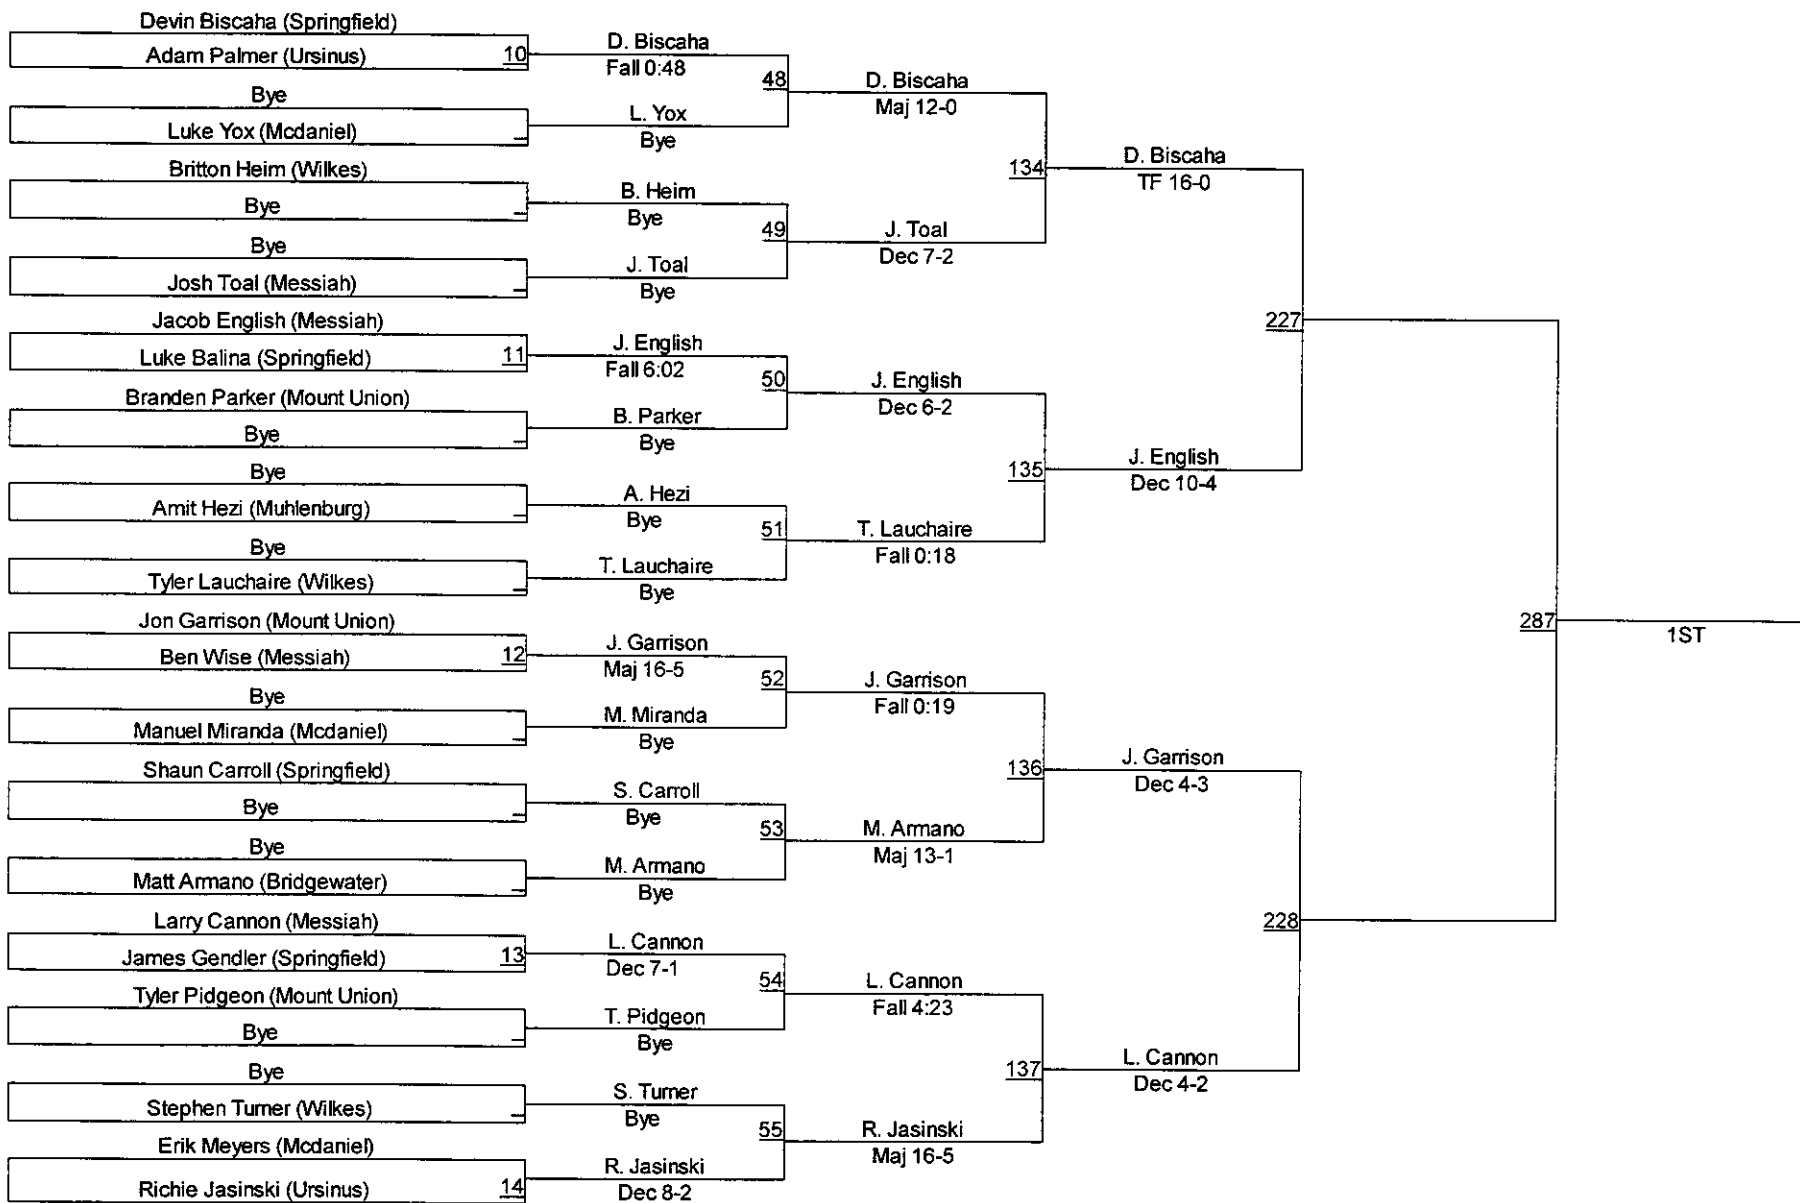 Devin Biscaha (Springfield)
Adam Palmer (Ursinus)
10
Bye
Luke Yox (Mcdaniel)
Britton Heim (Wilkes)
Bye
Bye
Josh Toal (Messiah)
Jacob English (Messiah)
Luke Balina (Springfield)
11
Branden Parker (Mount Union)
Bye
Bye
Amit Hezi (Muhlenburg)
Bye
Tyler Lauchaire (Wilkes)
Jon Garrison (Mount Union)
Ben Wise (Messiah)
12
Bye
Manuel Miranda (Mcdaniel)
Shaun Carroll (Springfield)
Bye
Bye
Matt Armano (Bridgewater)
Larry Cannon (Messiah)
James Gendler (Springfield)
13
Tyler Pidgeon (Mount Union)
Bye
Bye
Stephen Turner (Wilkes)
Erik Meyers (Mcdaniel)
Richie Jasinski (Ursinus)
14
D. Biscaha
Fall 0:48
48
L. Yox
Bye
B. Heim
Bye
49
J. Toal
Bye
J. English
Fall 6:02
50
B. Parker
Bye
A. Hezi
Bye
51
T. Lauchaire
Bye
J. Garrison
Maj 16-5
52
M. Miranda
Bye
S. Carroll
Bye
53
M. Armano
Bye
L. Cannon
Dec 7-1
54
T. Pidgeon
Bye
S. Turner
Bye
55
R. Jasinski
Dec 8-2
D. Biscaha
Maj 12-0
134
J. Toal
Dec 7-2
J. English
Dec 6-2
135
T. Lauchaire
Fall 0:18
J. Garrison
Fall 0:19
136
M. Armano
Maj 13-1
L. Cannon
Fall 4:23
137
R. Jasinski
Maj 16-5
D. Biscaha
TF 16-0
227
J. English
Dec 10-4
J. Garrison
Dec 4-3
228
L. Cannon
Dec 4-2
287
1ST